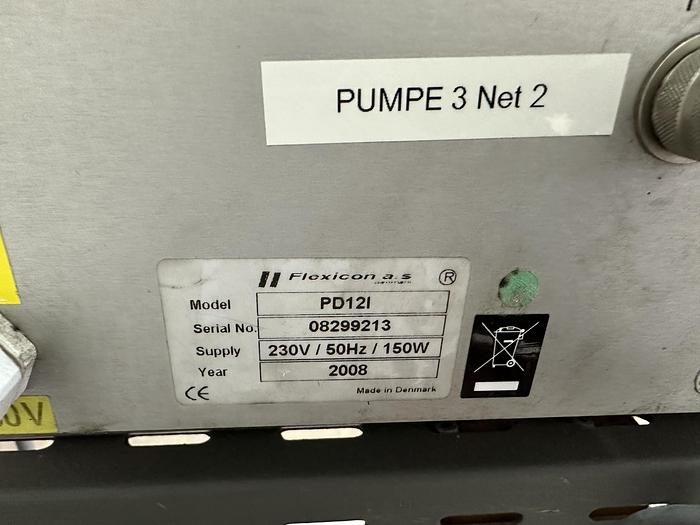 PUMPE 3 Net 2
Flexicon a.s ®
Model PD12I
Serial No. 08299213
Supply 230V / 50Hz / 150W
Year 2008
CE Made in Denmark
0V